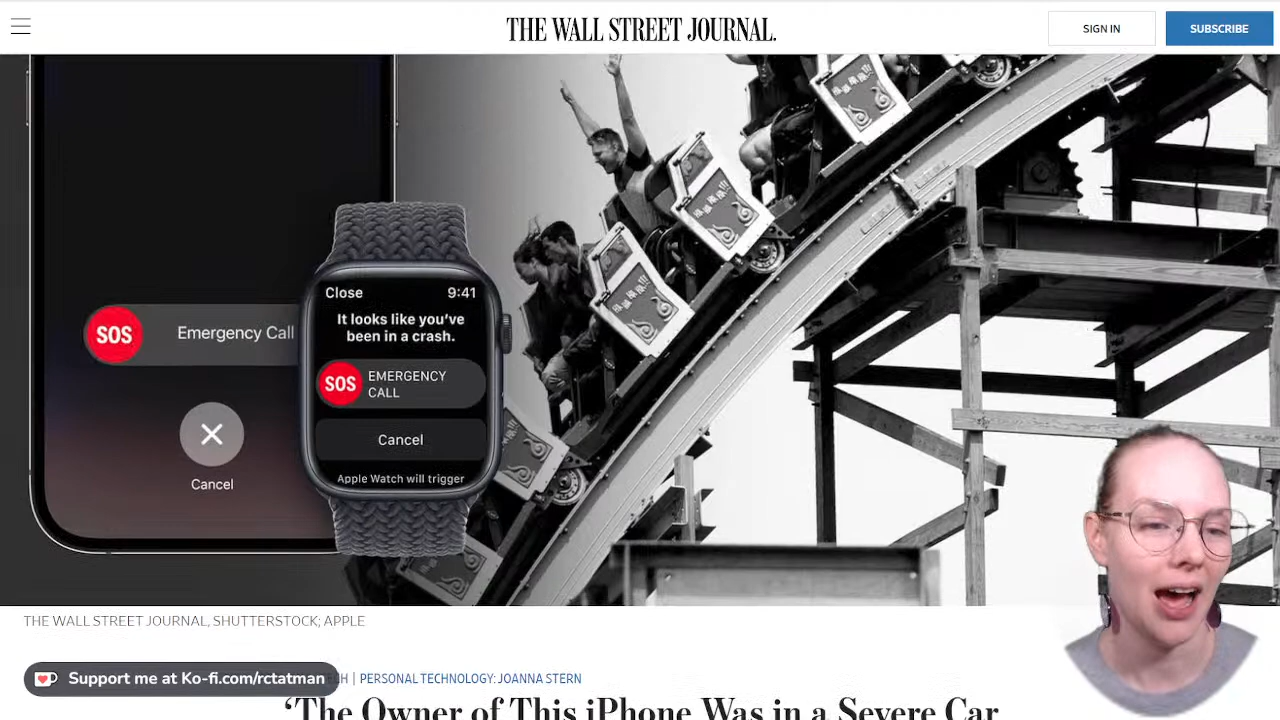 THE WALL STREET JOURNAL.
SIGN IN
SUBSCRIBE
SOS
Emergency Call
Cancel
Close
9:41
It looks like you've
been in a crash.
SOS
EMERGENCY
CALL
Cancel
Apple Watch will trigger
THE WALL STREET JOURNAL, SHUTTERSTOCK; APPLE
Support me at Ko-fi.com/rctatman
| PERSONAL TECHNOLOGY: JOANNA STERN
‘The Owner of This iPhone Was in a Severe Car